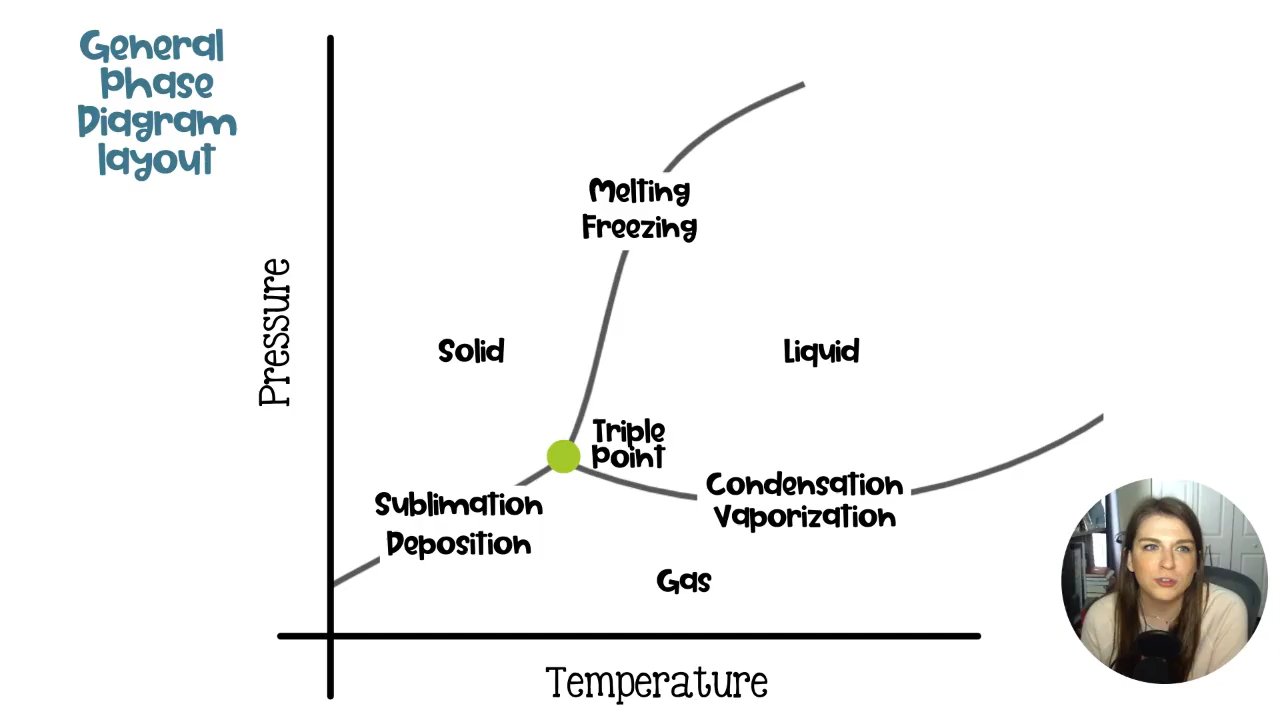 General
Phase
Diagram
layout
Pressure
Melting
Freezing
Solid
Liquid
Triple
Point
Sublimation
Deposition
Condensation
Vaporization
Gas
Temperature